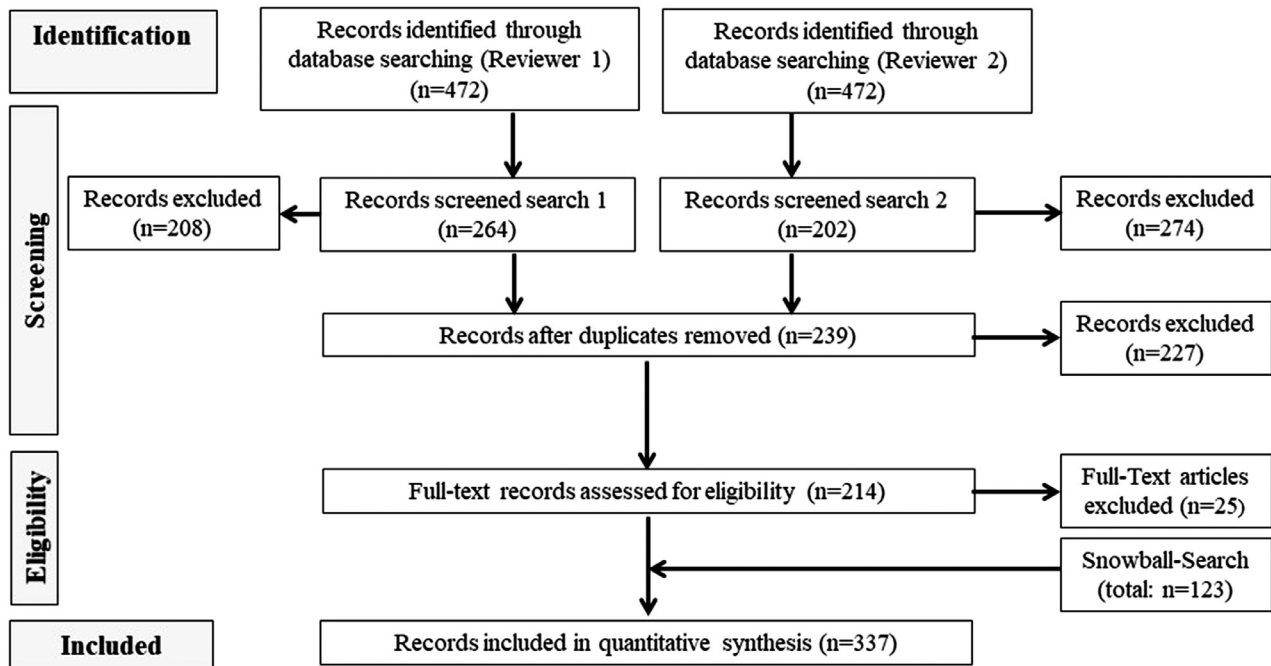 Identification
Records identified through
database searching (Reviewer 1)
(n=472)
Records identified through
database searching (Reviewer 2)
(n=472)
Screening
Records excluded
(n=208)
Records screened search 1
(n=264)
Records screened search 2
(n=202)
Records excluded
(n=274)
Records after duplicates removed (n=239)
Records excluded
(n=227)
Eligibility
Full-text records assessed for eligibility (n=214)
Full-Text articles
excluded (n=25)
Snowball-Search
(total: n=123)
Included
Records included in quantitative synthesis (n=337)